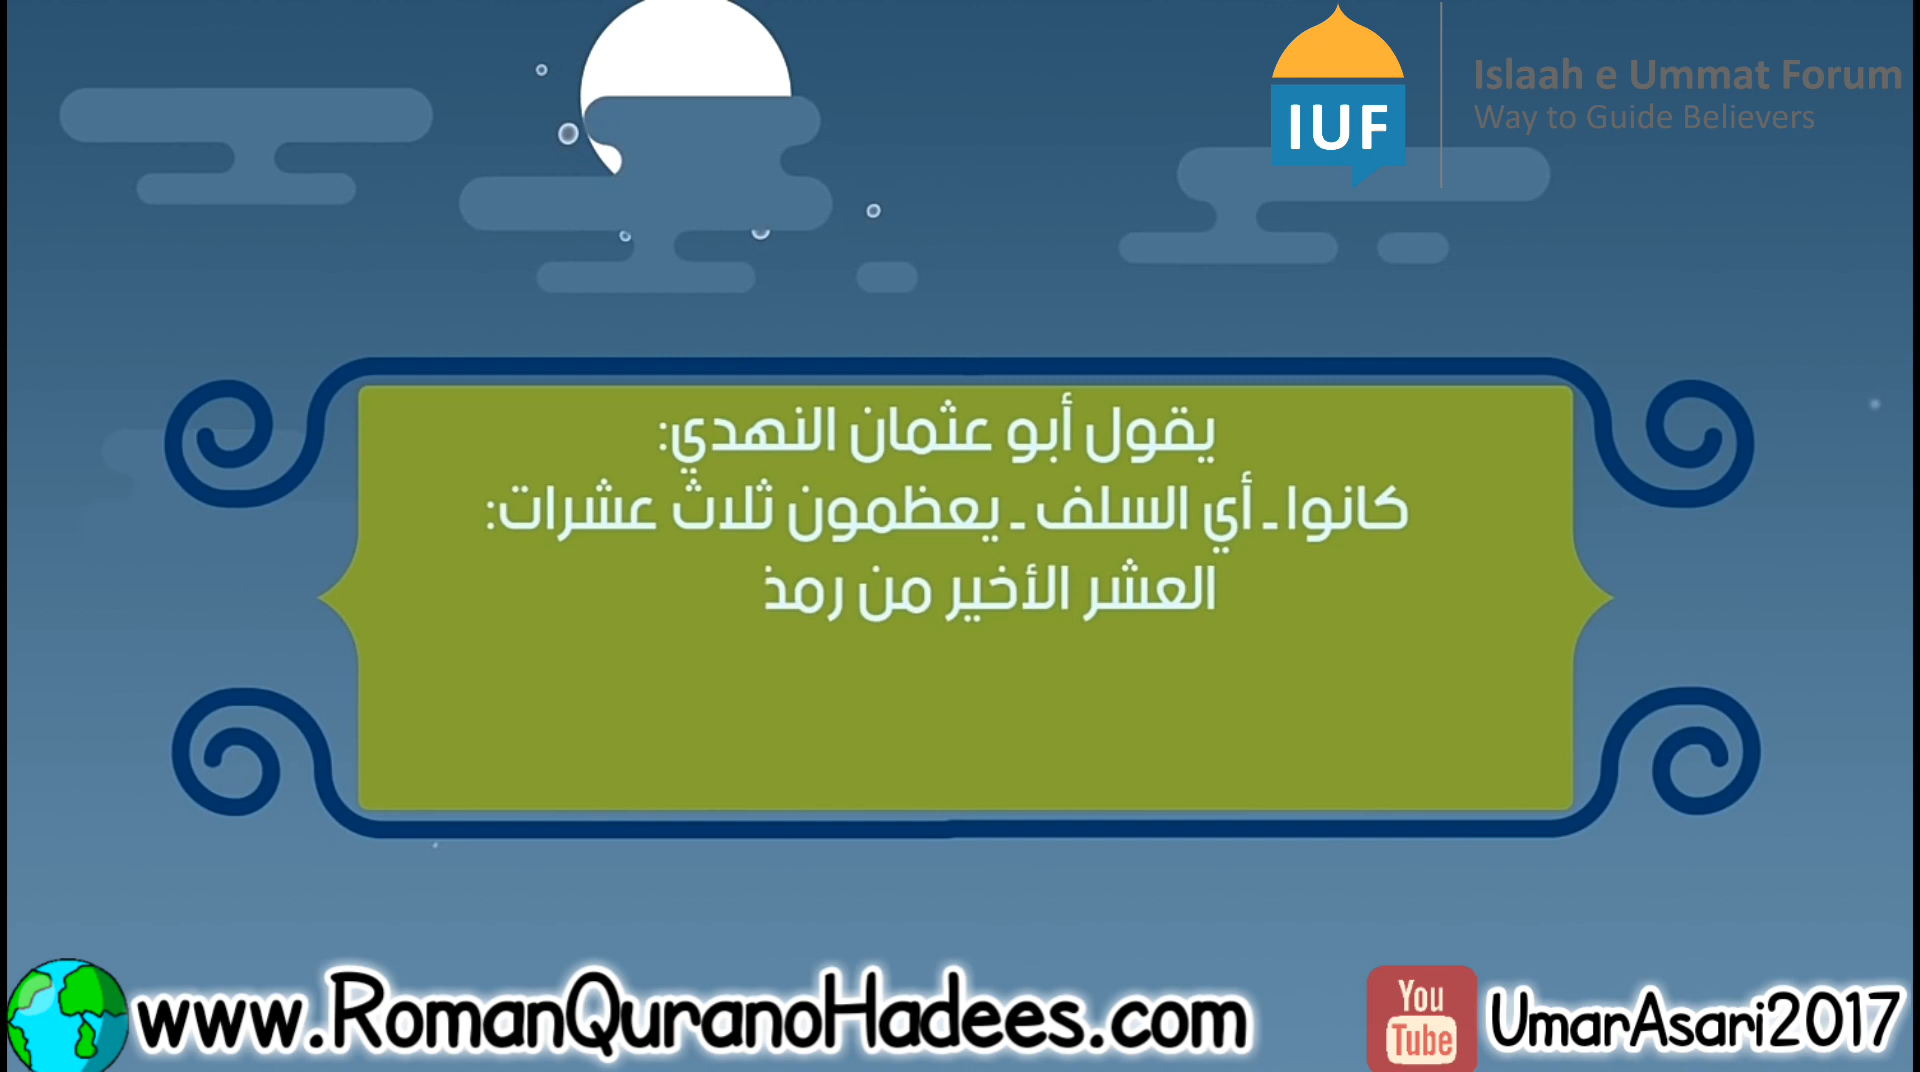 IUF
Islaah e Ummat Forum
Way to Guide Believers
يقول أبو عثمان النهدي:
كانوا ـ أي السلف ـ يعظمون ثلاث عشرات:
العشر الأخير من رمذ
www.RomanQuranoHadees.com
You
Tube
UmarAsari2017